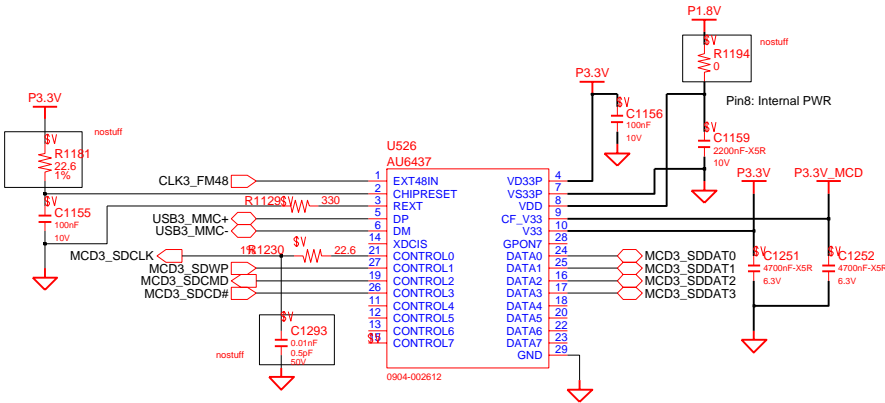 P1.8V
$V
R1194
0
nostuff
Pin8: Internal PWR
P3.3V
$V
C1156
100nF
10V
$V
C1159
2200nF-X5R
10V
P3.3V
nostuff
$V
R1181
22.6
1%
$V
C1155
100nF
10V
U526
AU6437
P3.3V
P3.3V_MCD
CLK3_FM48
1
EXT48IN
VD33P
4
2
CHIPRESET
VS33P
7
R1129
$V
330
3
REXT
VDD
8
USB3_MMC+
5
DP
CF_V33
9
USB3_MMC-
6
DM
V33
10
14
XDCIS
GPON7
28
MCD3_SDCLK
1%
R1230
$V
22.6
21
CONTROL0
DATA0
24
MCD3_SDDAT0
MCD3_SDWP
27
CONTROL1
DATA1
25
MCD3_SDDAT1
MCD3_SDCMD
19
CONTROL2
DATA2
16
MCD3_SDDAT2
MCD3_SDCD#
26
CONTROL3
DATA3
17
MCD3_SDDAT3
11
CONTROL4
DATA4
18
12
CONTROL5
DATA5
20
13
CONTROL6
DATA6
22
15
$V
CONTROL7
DATA7
23
GND
29
$V
C1251
4700nF-X5R
6.3V
$V
C1252
4700nF-X5R
6.3V
nostuff
$V
C1293
0.01nF
0.5pF
50V
0904-002612